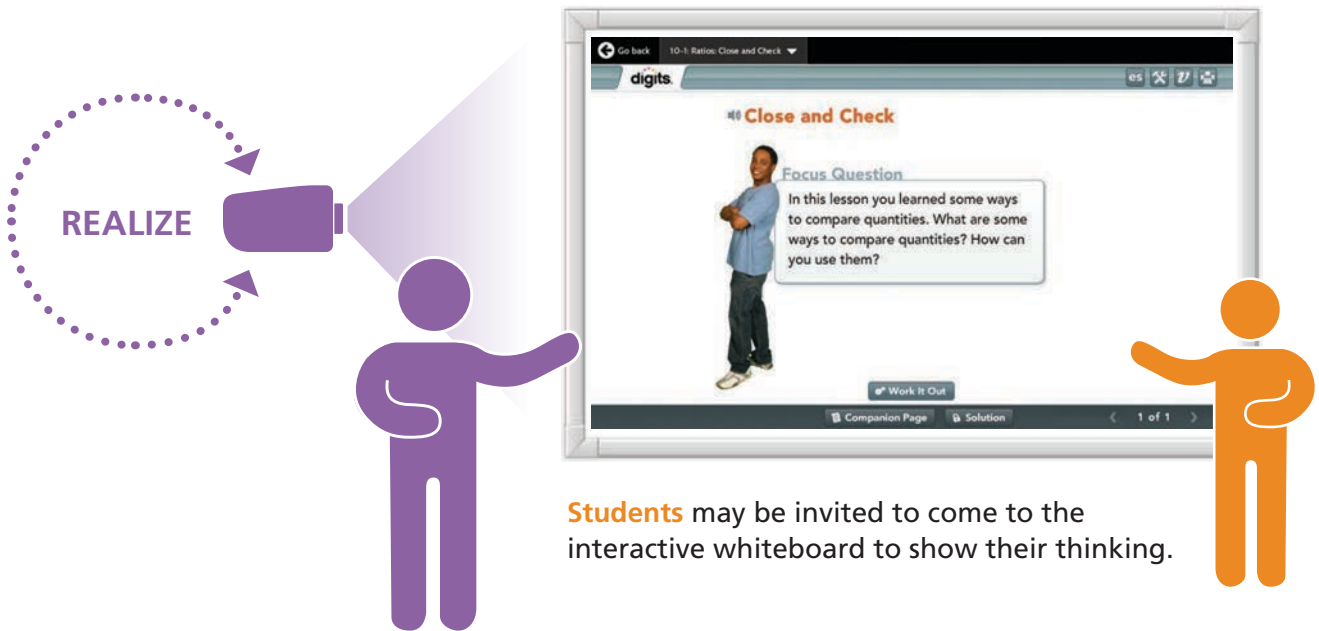 REALIZE
Go back 10-1: Ratios: Close and Check
digits.
es
Close and Check
Focus Question
In this lesson you learned some ways
to compare quantities. What are some
ways to compare quantities? How can
you use them?
Work It Out
Companion Page Solution 1 of 1
Students may be invited to come to the
interactive whiteboard to show their thinking.